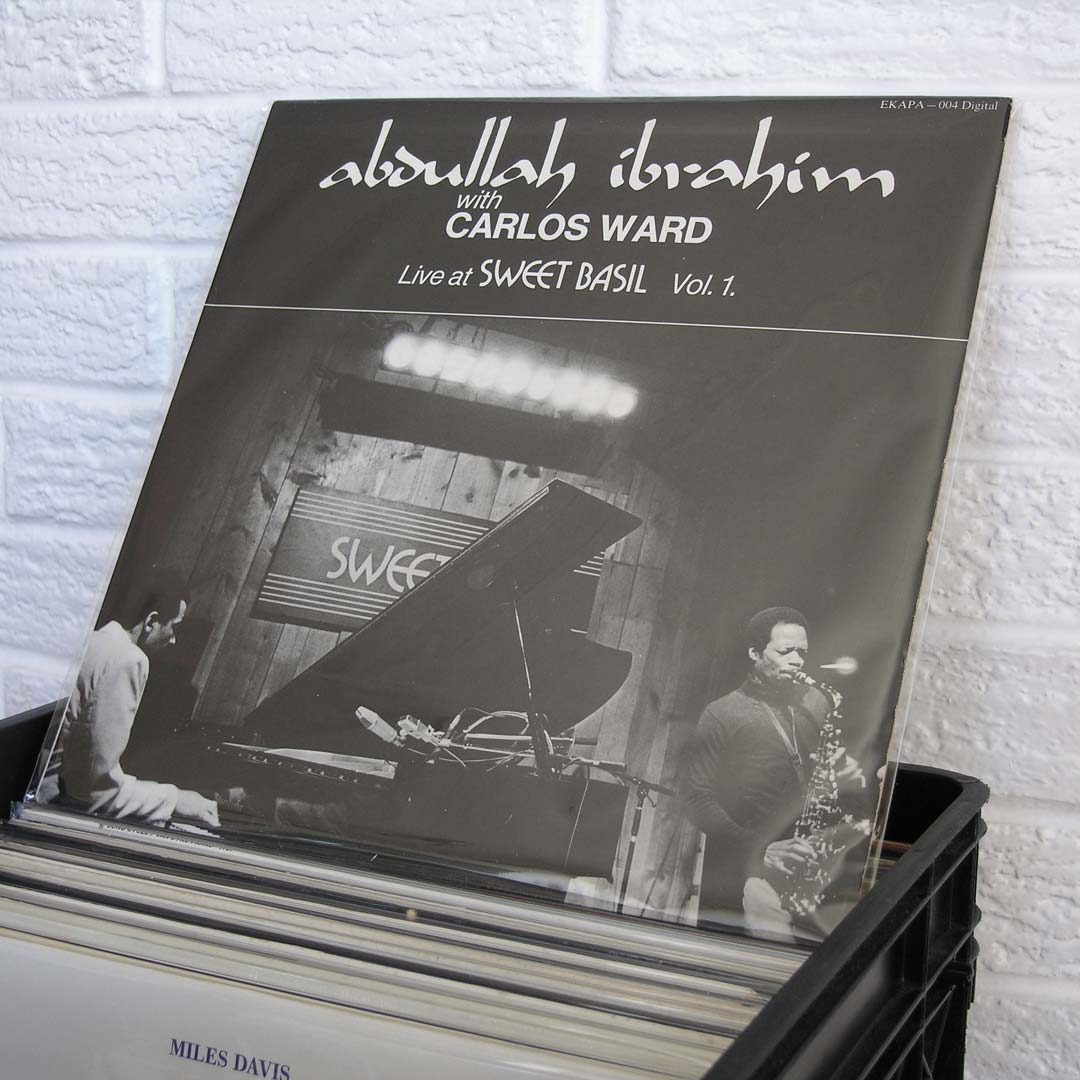 EKAPA — 004 Digital
abdullah ibrahim
with
CARLOS WARD
Live at SWEET BASIL Vol. 1.
SWEET
MILES DAVIS